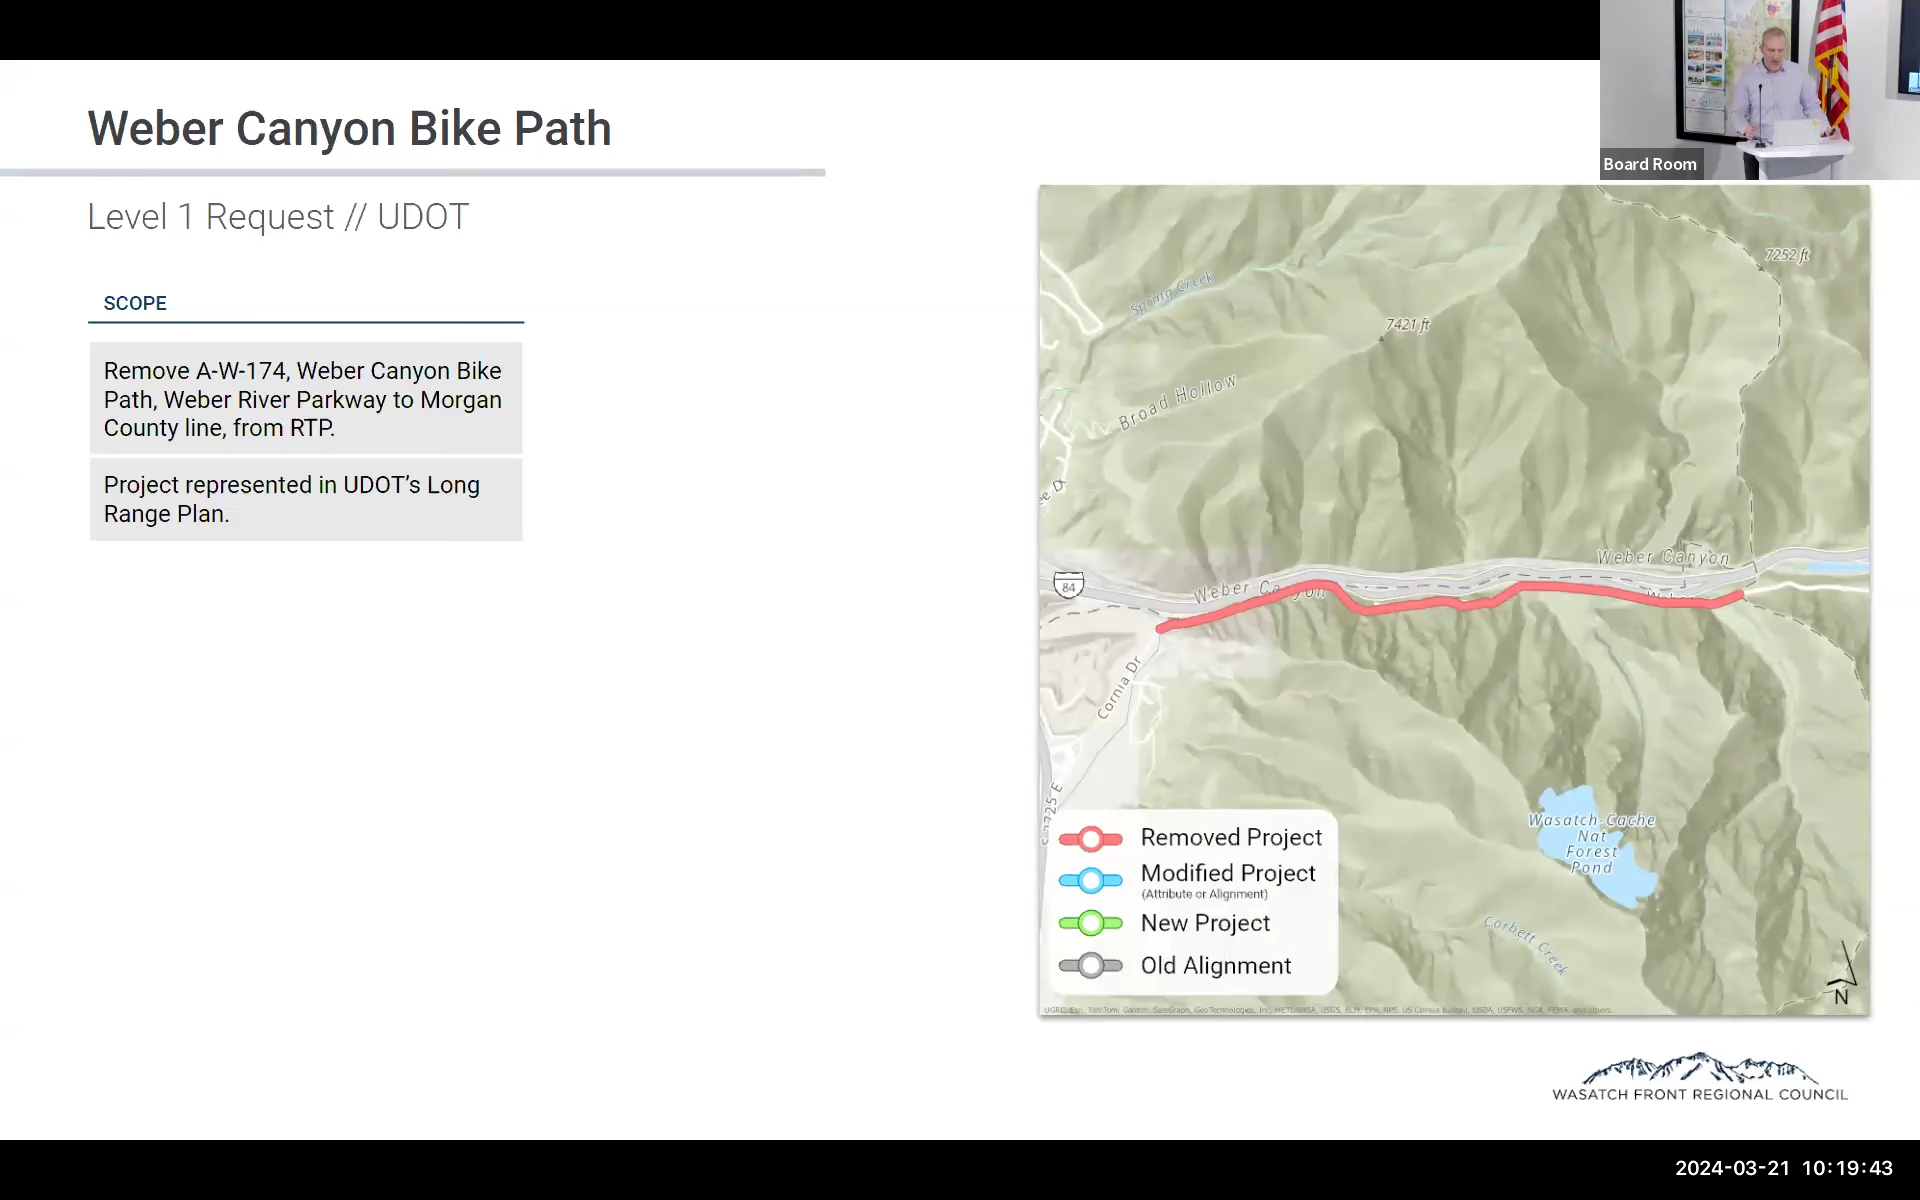 Board Room
Weber Canyon Bike Path
Level 1 Request // UDOT
SCOPE
Remove A-W-174, Weber Canyon Bike
Path, Weber River Parkway to Morgan
County line, from RTP.
Project represented in UDOT’s Long
Range Plan.
7252 ft
Spring Creek
7421 ft
Broad Hollow
Weber Canyon
84
Weber Canyon
Cornia Dr
Wasatch-Cache
Nat
Forest
Pond
Corbett Creek
Removed Project
Modified Project
(Attribute or Alignment)
New Project
Old Alignment
N
WASATCH FRONT REGIONAL COUNCIL
2024-03-21 10:19:43